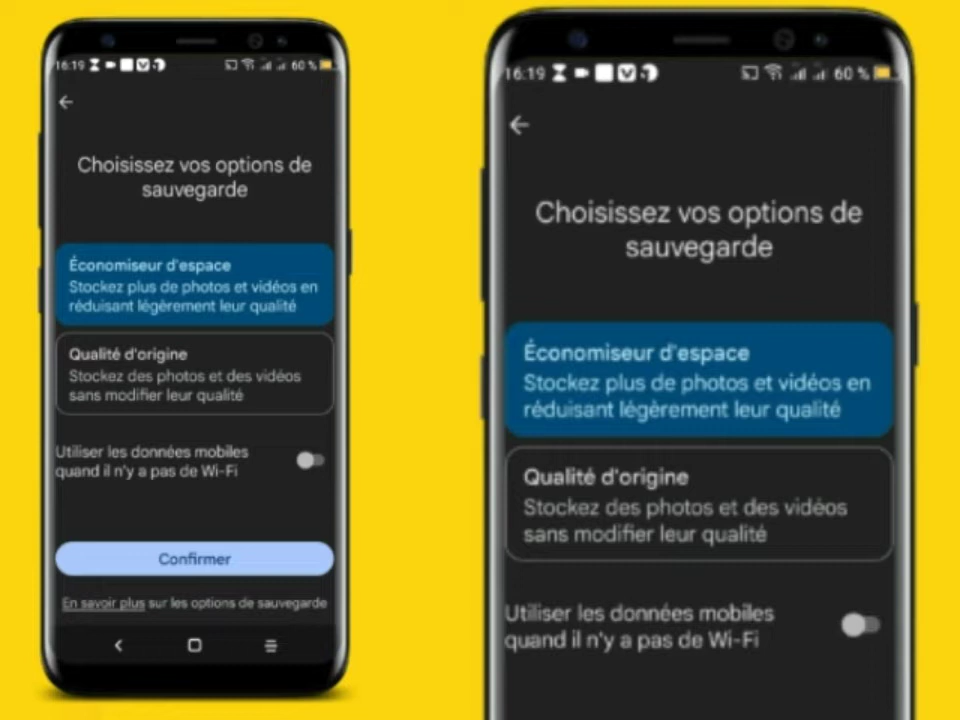 16:19
60 %
Choisissez vos options de
sauvegarde
Économiseur d'espace
Stockez plus de photos et vidéos en
réduisant légèrement leur qualité
Qualité d'origine
Stockez des photos et des vidéos
sans modifier leur qualité
Utiliser les données mobiles
quand il n'y a pas de Wi-Fi
Confirmer
En savoir plus sur les options de sauvegarde
16:19
60 %
Choisissez vos options de
sauvegarde
Économiseur d'espace
Stockez plus de photos et vidéos en
réduisant légèrement leur qualité
Qualité d'origine
Stockez des photos et des vidéos
sans modifier leur qualité
Utiliser les données mobiles
quand il n'y a pas de Wi-Fi